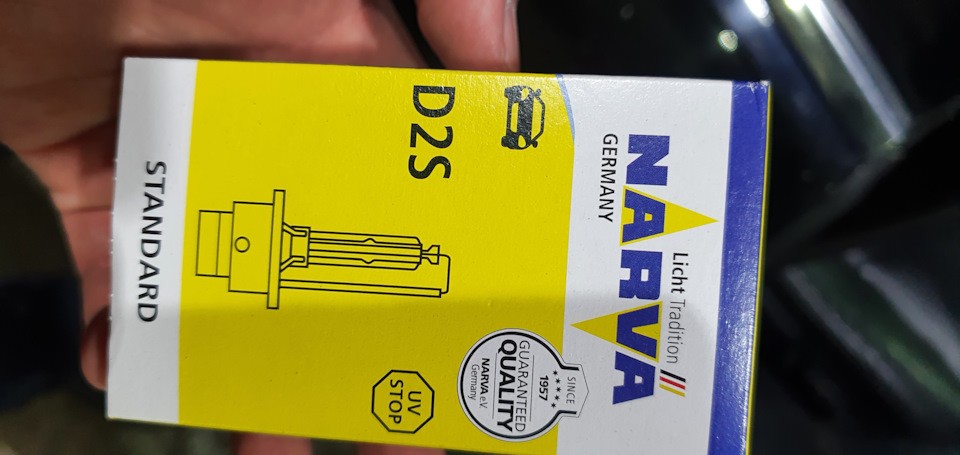 Licht Tradition
NARVA
GERMANY
D2S
SINCE
1957
GUARANTEED
QUALITY
NARVA e.V
Germany
UV
STOP
STANDARD